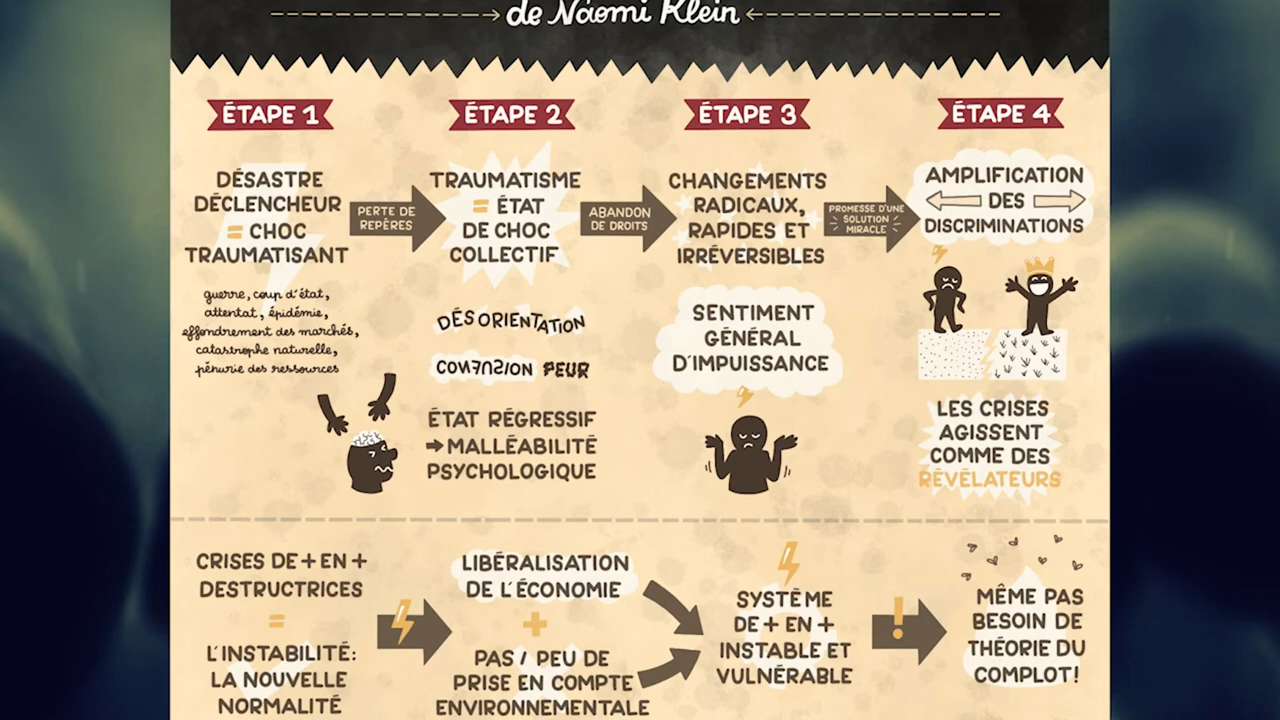 de Naomi Klein
ÉTAPE 1
DÉSASTRE
DÉCLENCHEUR
= CHOC
TRAUMATISANT
guerre, coup d'état,
attentat, épidémie,
effondrement des marchés,
catastrophe naturelle,
pénurie des ressources
PERTE DE
REPÈRES
ÉTAPE 2
TRAUMATISME
= ÉTAT
DE CHOC
COLLECTIF
DÉSORIENTATION
CONFUSION PEUR
ÉTAT RÉGRESSIF
➡ MALLÉABILITÉ
PSYCHOLOGIQUE
ABANDON
DE DROITS
ÉTAPE 3
CHANGEMENTS
RADICAUX,
RAPIDES ET
IRRÉVERSIBLES
SENTIMENT
GÉNÉRAL
D'IMPUISSANCE
PROMESSE D'UNE
SOLUTION
MIRACLE
ÉTAPE 4
AMPLIFICATION
DES
DISCRIMINATIONS
LES CRISES
AGISSENT
COMME DES
RÉVÉLATEURS
CRISES DE + EN +
DESTRUCTRICES
=
L'INSTABILITÉ:
LA NOUVELLE
NORMALITÉ
LIBÉRALISATION
DE L'ÉCONOMIE
+
PAS / PEU DE
PRISE EN COMPTE
ENVIRONNEMENTALE
SYSTÈME
DE + EN +
INSTABLE ET
VULNÉRABLE
!
MÊME PAS
BESOIN DE
THÉORIE DU
COMPLOT!